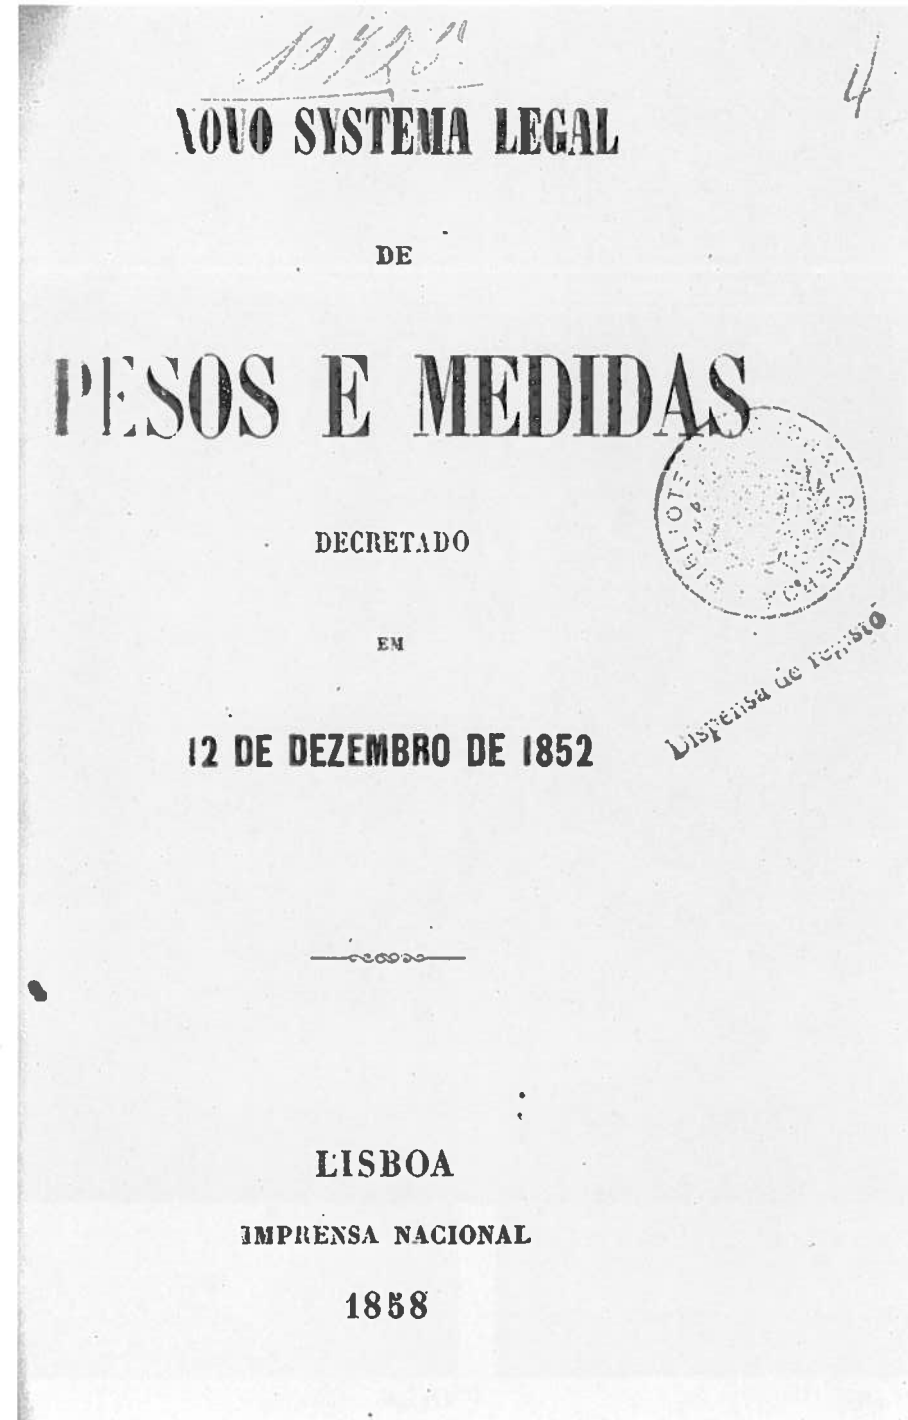 4
NOVO SYSTEMA LEGAL
DE
PESOS E MEDIDAS
DECRETADO
EM
12 DE DEZEMBRO DE 1852
Dispensa de registo
LISBOA
IMPRENSA NACIONAL
1858